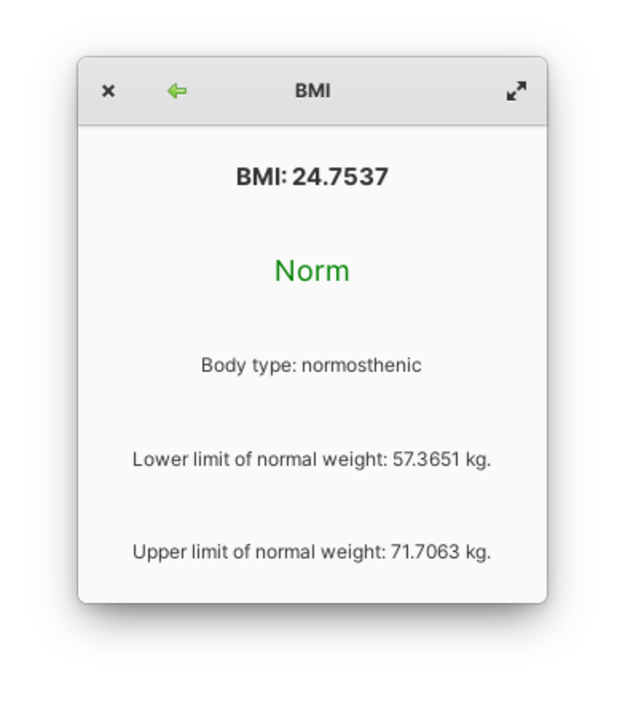 BMI
BMI: 24.7537
Norm
Body type: normosthenic
Lower limit of normal weight: 57.3651 kg.
Upper limit of normal weight: 71.7063 kg.